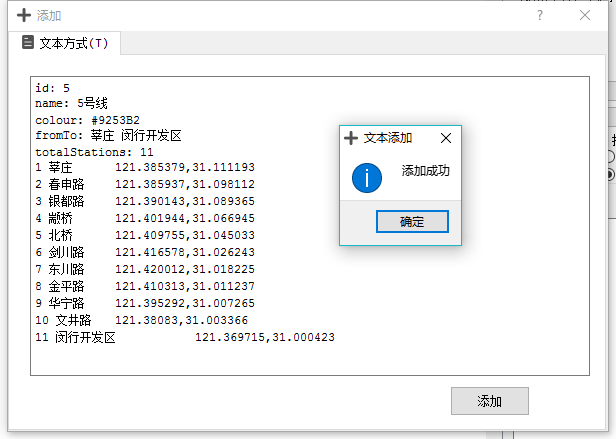 添加
文本方式(T)
id: 5
name: 5号线
colour: #9253B2
fromTo: 莘庄 闵行开发区
totalStations: 11
1 莘庄 121.385379,31.111193
2 春申路 121.385937,31.098112
3 银都路 121.390143,31.089365
4 颛桥 121.401944,31.066945
5 北桥 121.409755,31.045033
6 剑川路 121.416578,31.026243
7 东川路 121.420012,31.018225
8 金平路 121.410313,31.011237
9 华宁路 121.395292,31.007265
10 文井路 121.38083,31.003366
11 闵行开发区 121.369715,31.000423
文本添加
添加成功
确定
添加